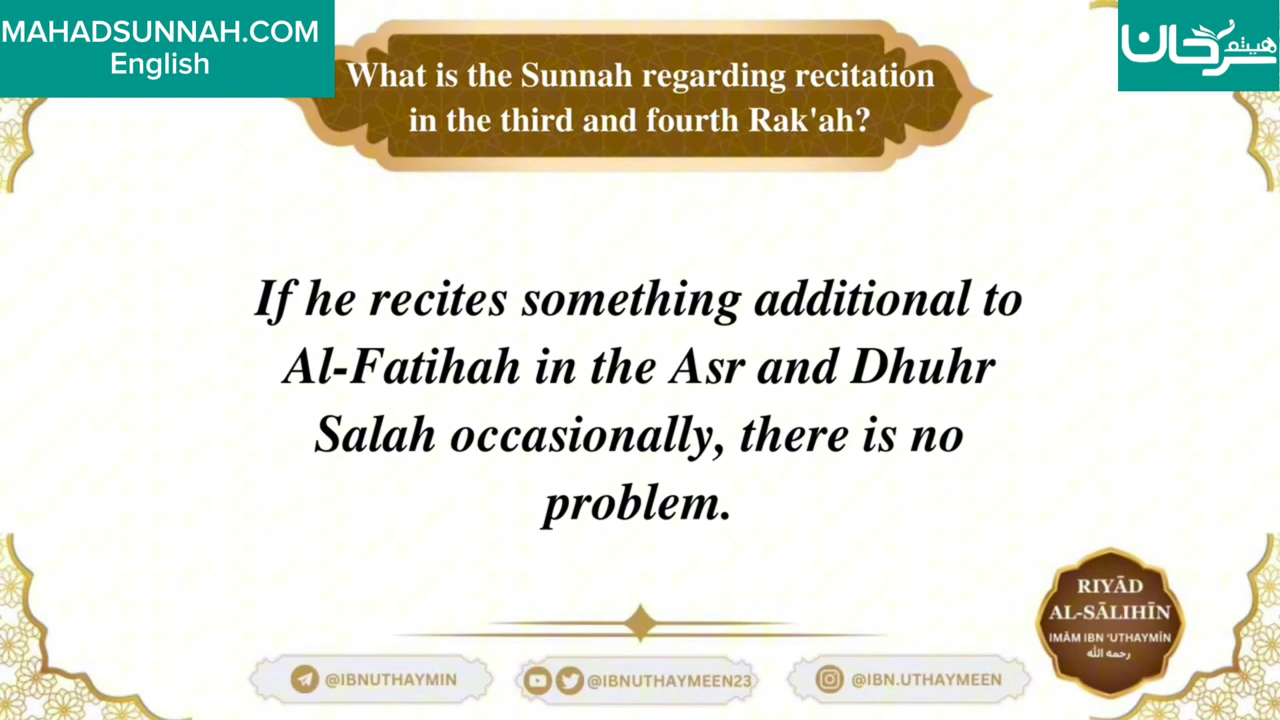 MAHADSUNNAH.COM
English
هيتمي سرحان
What is the Sunnah regarding recitation
in the third and fourth Rak'ah?
If he recites something additional to
Al-Fatihah in the Asr and Dhuhr
Salah occasionally, there is no
problem.
RIYĀD
AL-SĀLIHĪN
IMĀM IBN ‘UTHAYMĪN
رحمه الله
@IBNUTHAYMIN
@IBNUTHAYMEEN23
@IBN.UTHAYMEEN